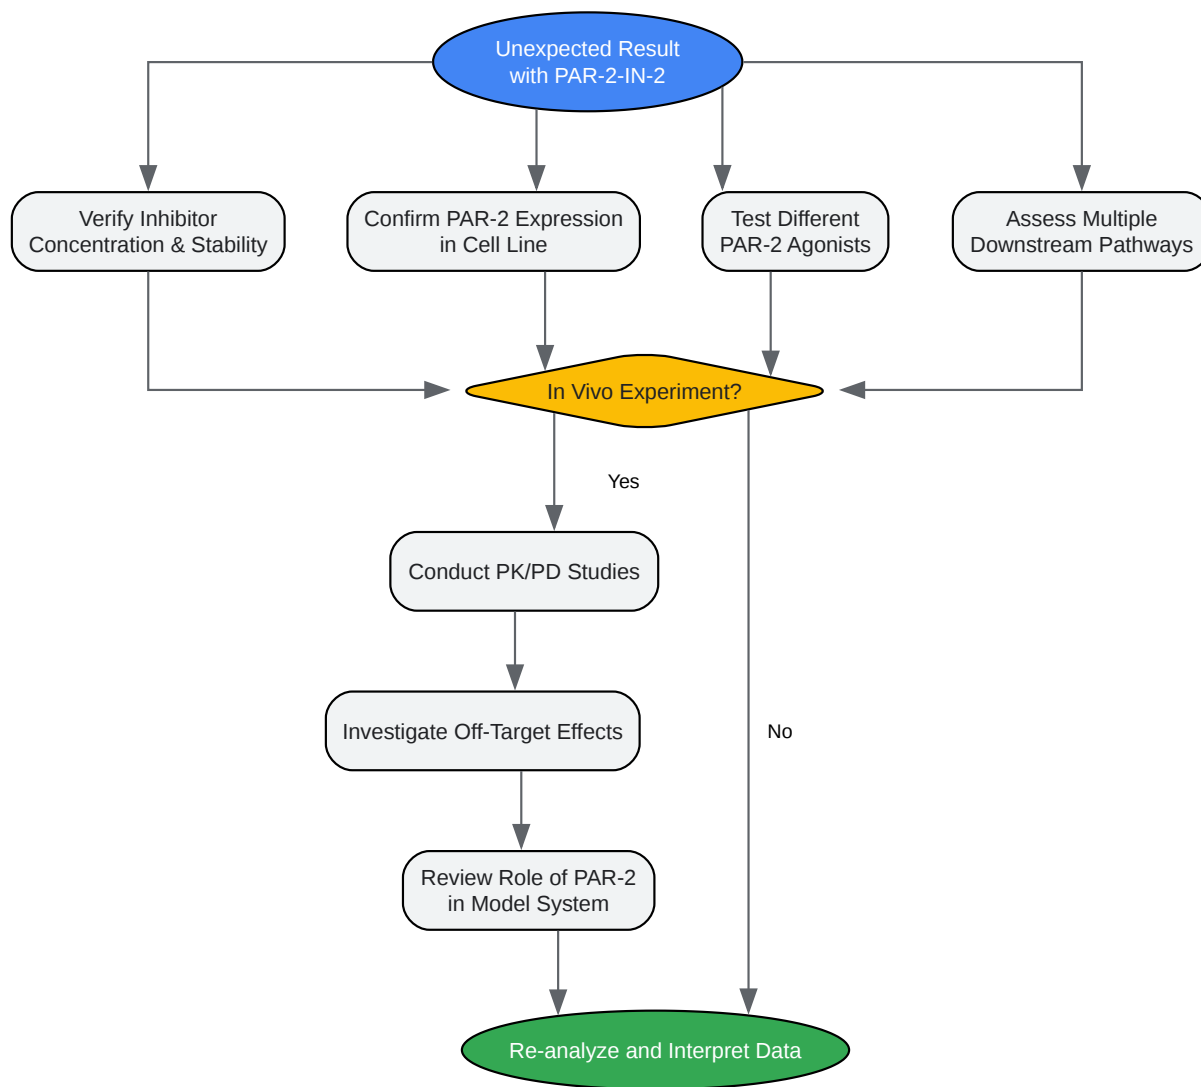 Unexpected Result
with PAR-2-IN-2
Verify Inhibitor
Concentration & Stability
Confirm PAR-2 Expression
in Cell Line
Test Different
PAR-2 Agonists
Assess Multiple
Downstream Pathways
In Vivo Experiment?
Yes
Conduct PK/PD Studies
Investigate Off-Target Effects
No
Review Role of PAR-2
in Model System
Re-analyze and Interpret Data